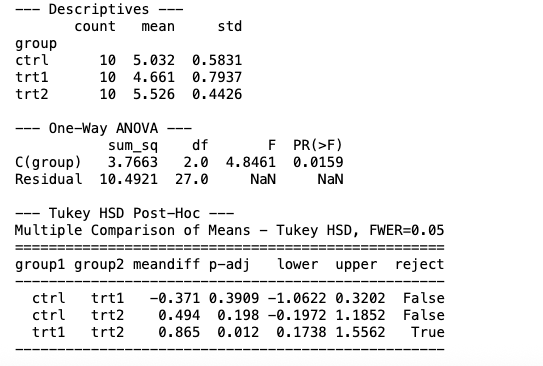 --- Descriptives ---
count mean std
group
ctrl 10 5.032 0.5831
trt1 10 4.661 0.7937
trt2 10 5.526 0.4426
--- One-Way ANOVA ---
sum_sq df F PR(>F)
C(group) 3.7663 2.0 4.8461 0.0159
Residual 10.4921 27.0 NaN NaN
--- Tukey HSD Post-Hoc ---
Multiple Comparison of Means - Tukey HSD, FWER=0.05
====================================================
group1 group2 meandiff p-adj lower upper reject
----------------------------------------------------
ctrl trt1 -0.371 0.3909 -1.0622 0.3202 False
ctrl trt2 0.494 0.198 -0.1972 1.1852 False
trt1 trt2 0.865 0.012 0.1738 1.5562 True
----------------------------------------------------